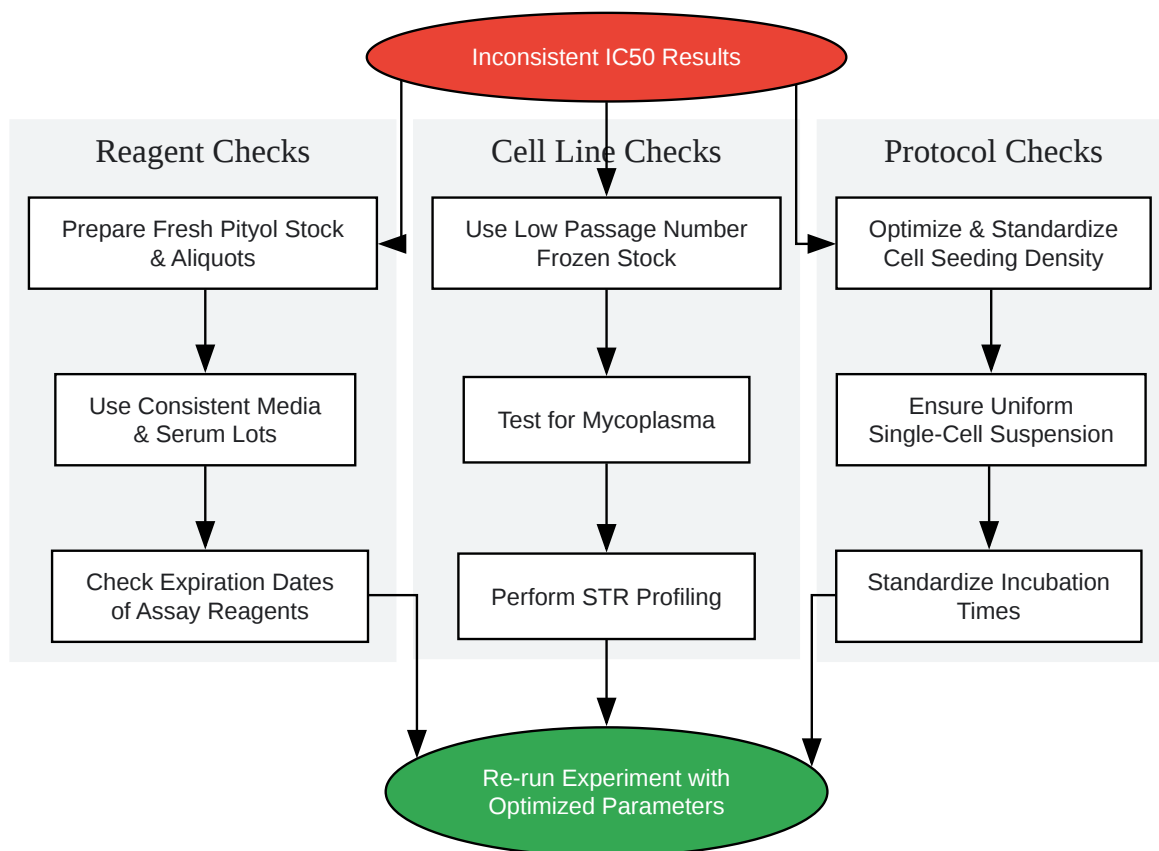 Inconsistent IC50 Results
Reagent Checks
Prepare Fresh Pityol Stock
& Aliquots
Use Consistent Media
& Serum Lots
Check Expiration Dates
of Assay Reagents
Cell Line Checks
Use Low Passage Number
Frozen Stock
Test for Mycoplasma
Perform STR Profiling
Protocol Checks
Optimize & Standardize
Cell Seeding Density
Ensure Uniform
Single-Cell Suspension
Standardize Incubation
Times
Re-run Experiment with
Optimized Parameters